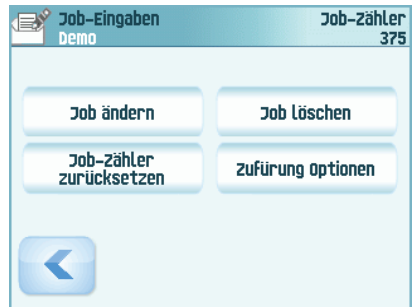 Job-Eingaben
Demo
Job-Zähler
375
Job ändern
Job löschen
Job-Zähler
zurücksetzen
Zufürung Optionen